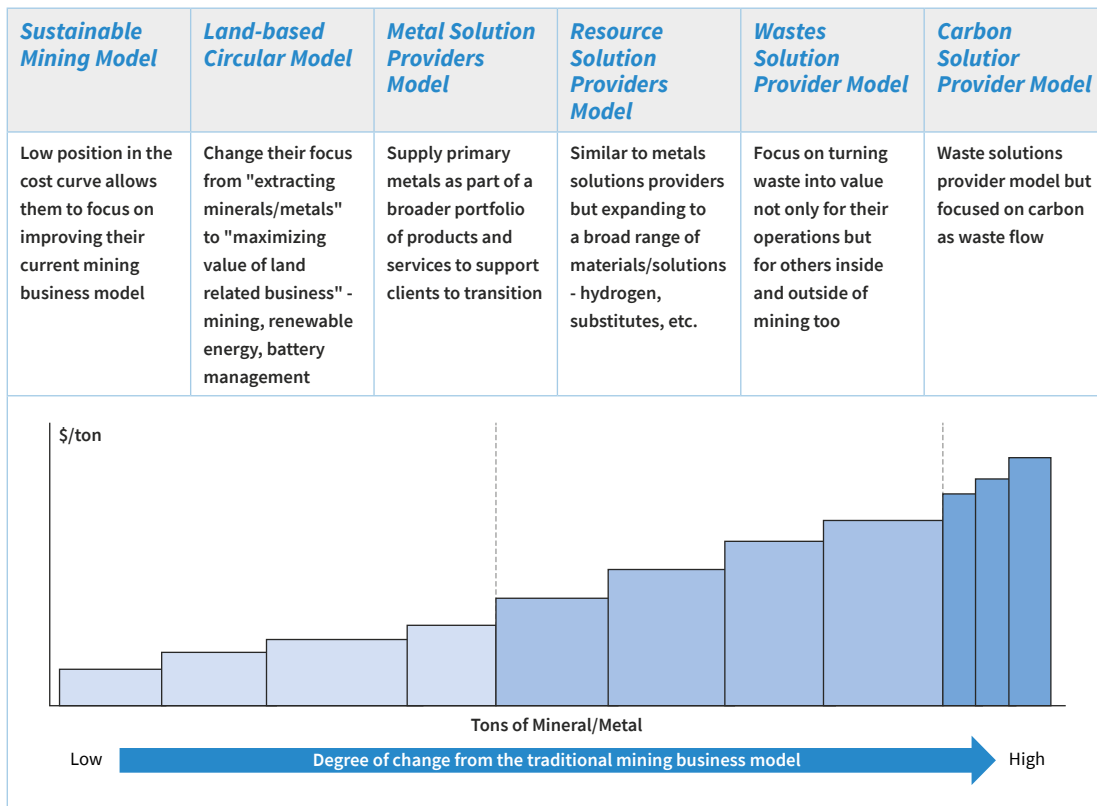 Sustainable
Mining Model
Land-based
Circular Model
Metal Solution
Providers
Model
Resource
Solution
Providers
Model
Wastes
Solution
Provider Model
Carbon
Solutior
Provider Model
Low position in the
cost curve allows
them to focus on
improving their
current mining
business model
Change their focus
from "extracting
minerals/metals"
to "maximizing
value of land
related business" -
mining, renewable
energy, battery
management
Supply primary
metals as part of a
broader portfolio
of products and
services to support
clients to transition
Similar to metals
solutions providers
but expanding to
a broad range of
materials/solutions
- hydrogen,
substitutes, etc.
Focus on turning
waste into value
not only for their
operations but
for others inside
and outside of
mining too
Waste solutions
provider model but
focused on carbon
as waste flow
$/ton
Tons of Mineral/Metal
Low
Degree of change from the traditional mining business model
High